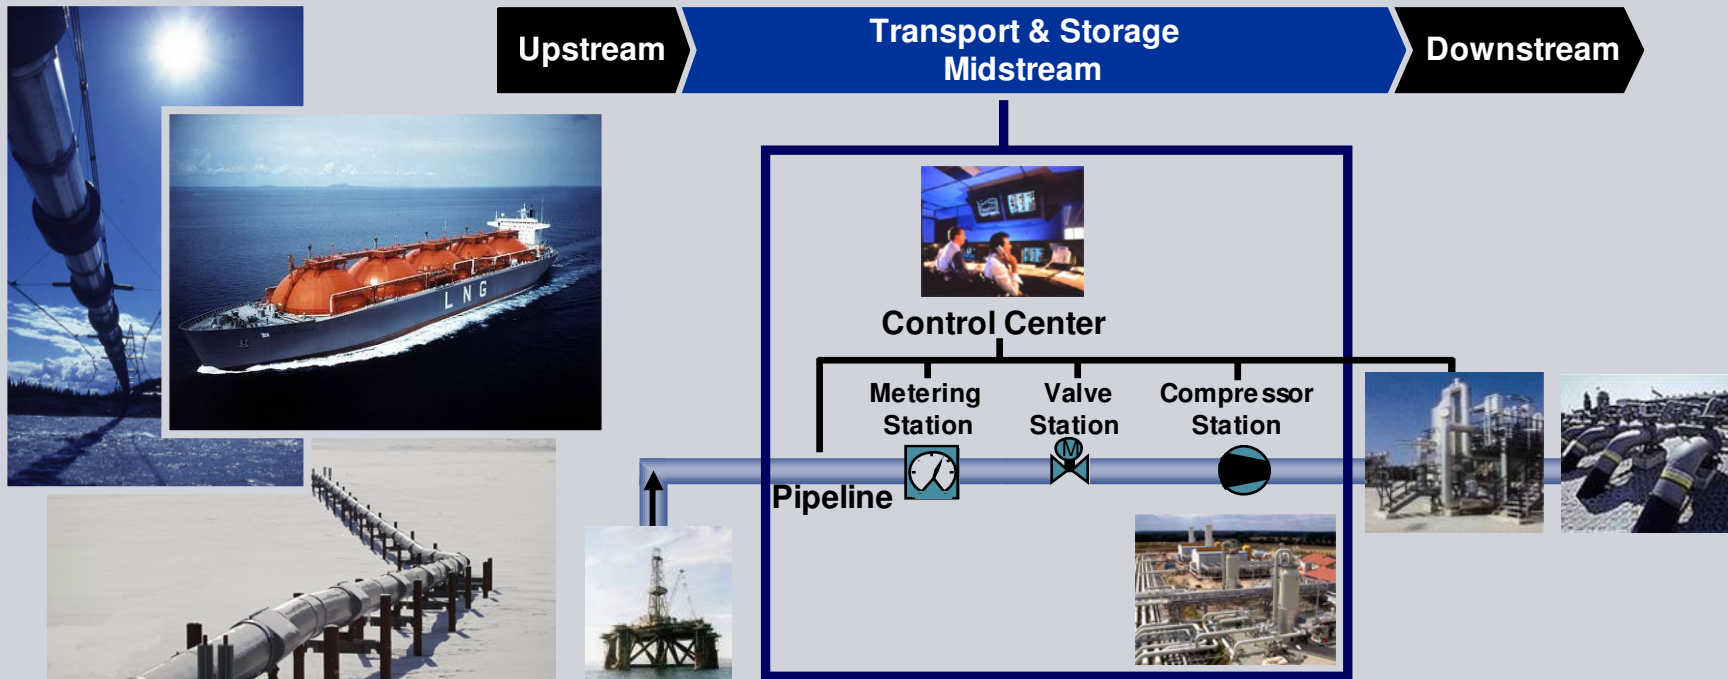 Upstream
Transport & Storage
Midstream
Downstream
LNG
Control Center
Metering
Station
Valve
Station
Compressor
Station
M
Pipeline